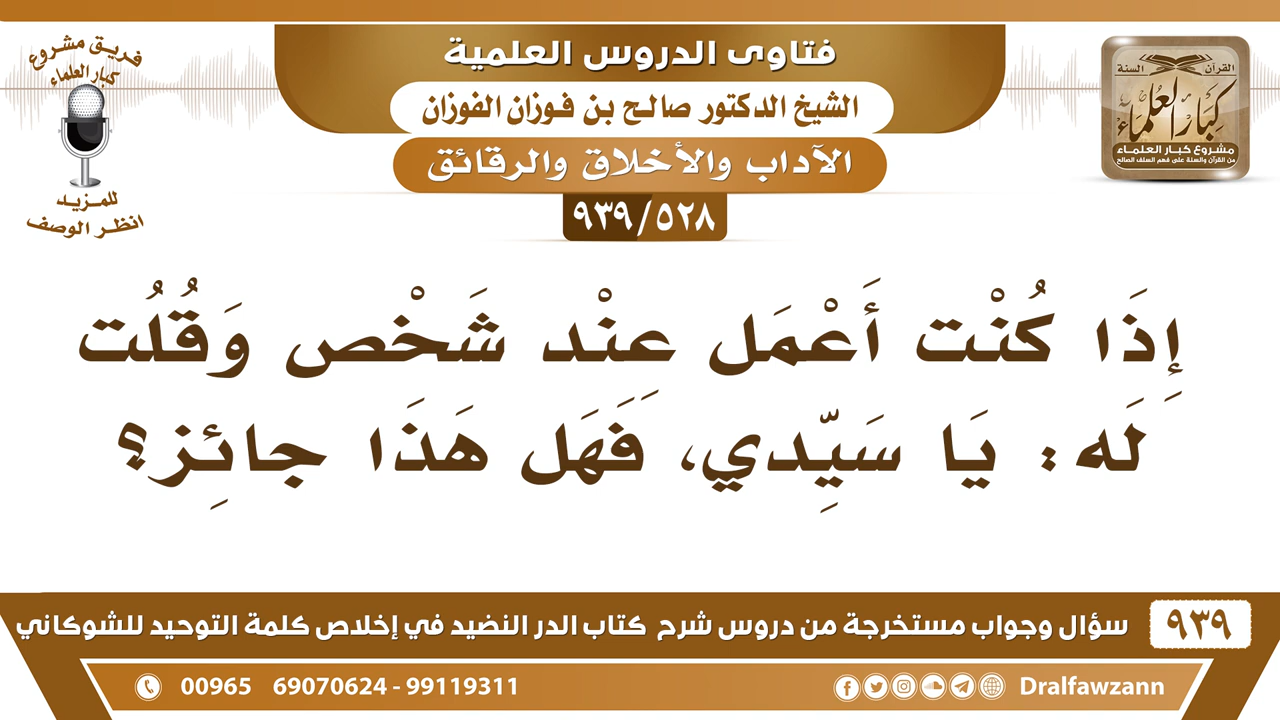 فريق مشروع
كبار العلماء
للمزيد
انظر الوصف
فتاوى الدروس العلمية
الشيخ الدكتور صالح بن فوزان الفوزان
الآداب والأخلاق والرقائق
٩٣٩/٥٢٨
القرآن السنة
كبار العلماء
مشروع كبار العلماء
من القرآن والسنة على فهم السلف الصالح
إِذَا كُنْت أَعْمَل عِنْد شَخْص وَقُلُت
لَه: يَا سَيِّدي، فَهَل هَذَا جائِز؟
٩٣٩
سؤال وجواب مستخرجة من دروس شرح كتاب الدر النضيد في إخلاص كلمة التوحيد للشوكاني
00965 69070624 - 99119311
Dralfawzann